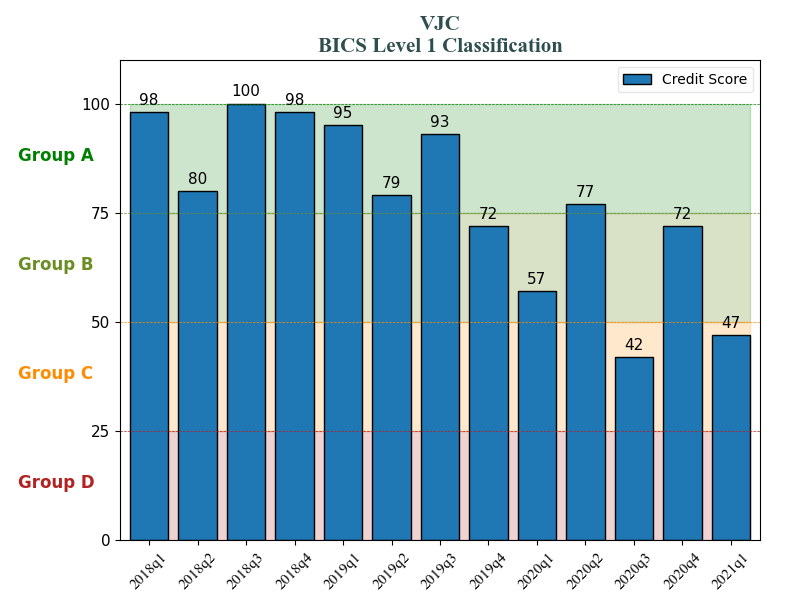 VJC
BICS Level 1 Classification
Credit Score
100
75
50
25
0
Group A
Group B
Group C
Group D
98
80
100
98
95
79
93
72
57
77
42
72
47
2018q1
2018q2
2018q3
2018q4
2019q1
2019q2
2019q3
2019q4
2020q1
2020q2
2020q3
2020q4
2021q1